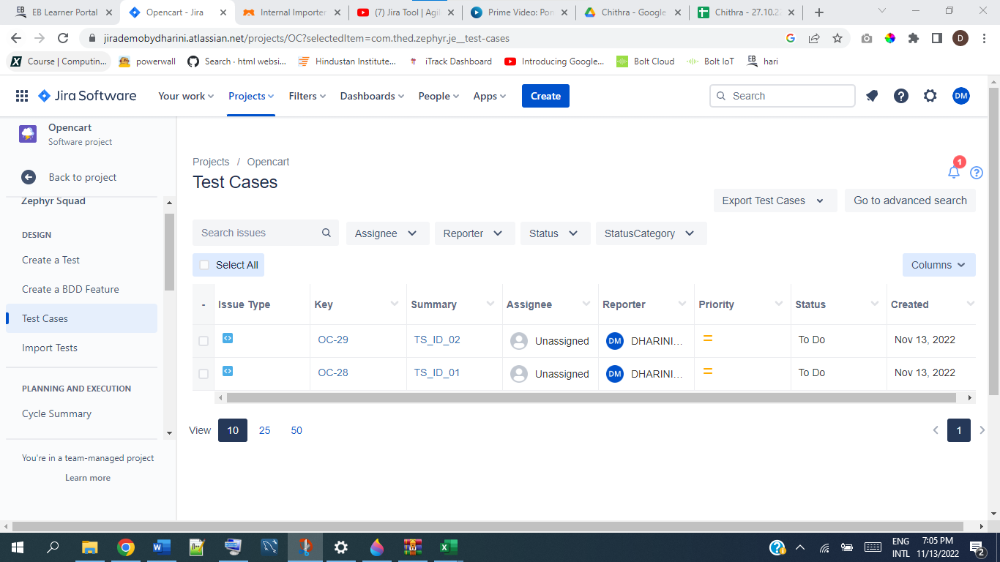 EB Learner Portal
Opencart - Jira
Internal Importer
(7) Jira Tool | Agil
Prime Video: Pon
Chithra - Google
Chithra - 27.10.22
jirademobydharini.atlassian.net/projects/OC?selectedItem=com.thed.zephyr.je__test-cases
D
Course | Computin...
powerwall
Search · html websi...
Hindustan Institute...
iTrack Dashboard
Introducing Google...
Bolt Cloud
Bolt IoT
hari
Jira Software
Your work
Projects
Filters
Dashboards
People
Apps
Create
Search
DM
Opencart
Software project
Back to project
Zephyr Squad
DESIGN
Create a Test
Create a BDD Feature
Test Cases
Import Tests
PLANNING AND EXECUTION
Cycle Summary
You're in a team-managed project
Learn more
Projects / Opencart
Test Cases
1
Export Test Cases
Go to advanced search
Search issues
Assignee
Reporter
Status
StatusCategory
Select All
Columns
- Issue Type Key Summary Assignee Reporter Priority Status Created
OC-29 TS_ID_02 Unassigned DM DHARINI... To Do Nov 13, 2022
OC-28 TS_ID_01 Unassigned DM DHARINI... To Do Nov 13, 2022
View 10 25 50
1
ENG
INTL
7:05 PM
11/13/2022
2